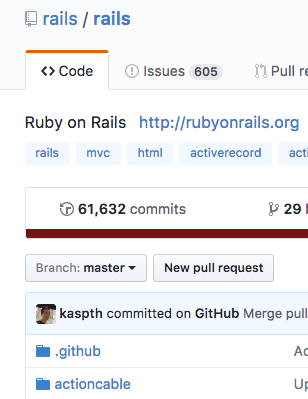 rails / rails
Code Issues 605 Pull re
Ruby on Rails http://rubyonrails.org
rails mvc html activerecord acti
61,632 commits 29
Branch: master New pull request
kaspth committed on GitHub Merge pull
.github Ad
actioncable Up